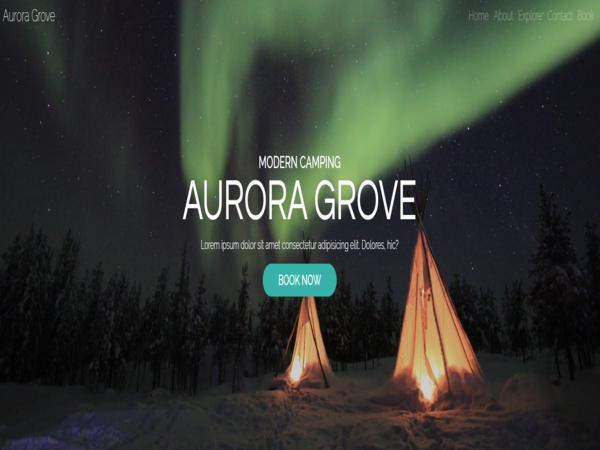 Aurora Grove
Home About Explore Contact Book
MODERN CAMPING
AURORA GROVE
Lorem ipsum dolor sit amet consectetur adipisicing elit. Dolores, hic?
BOOK NOW